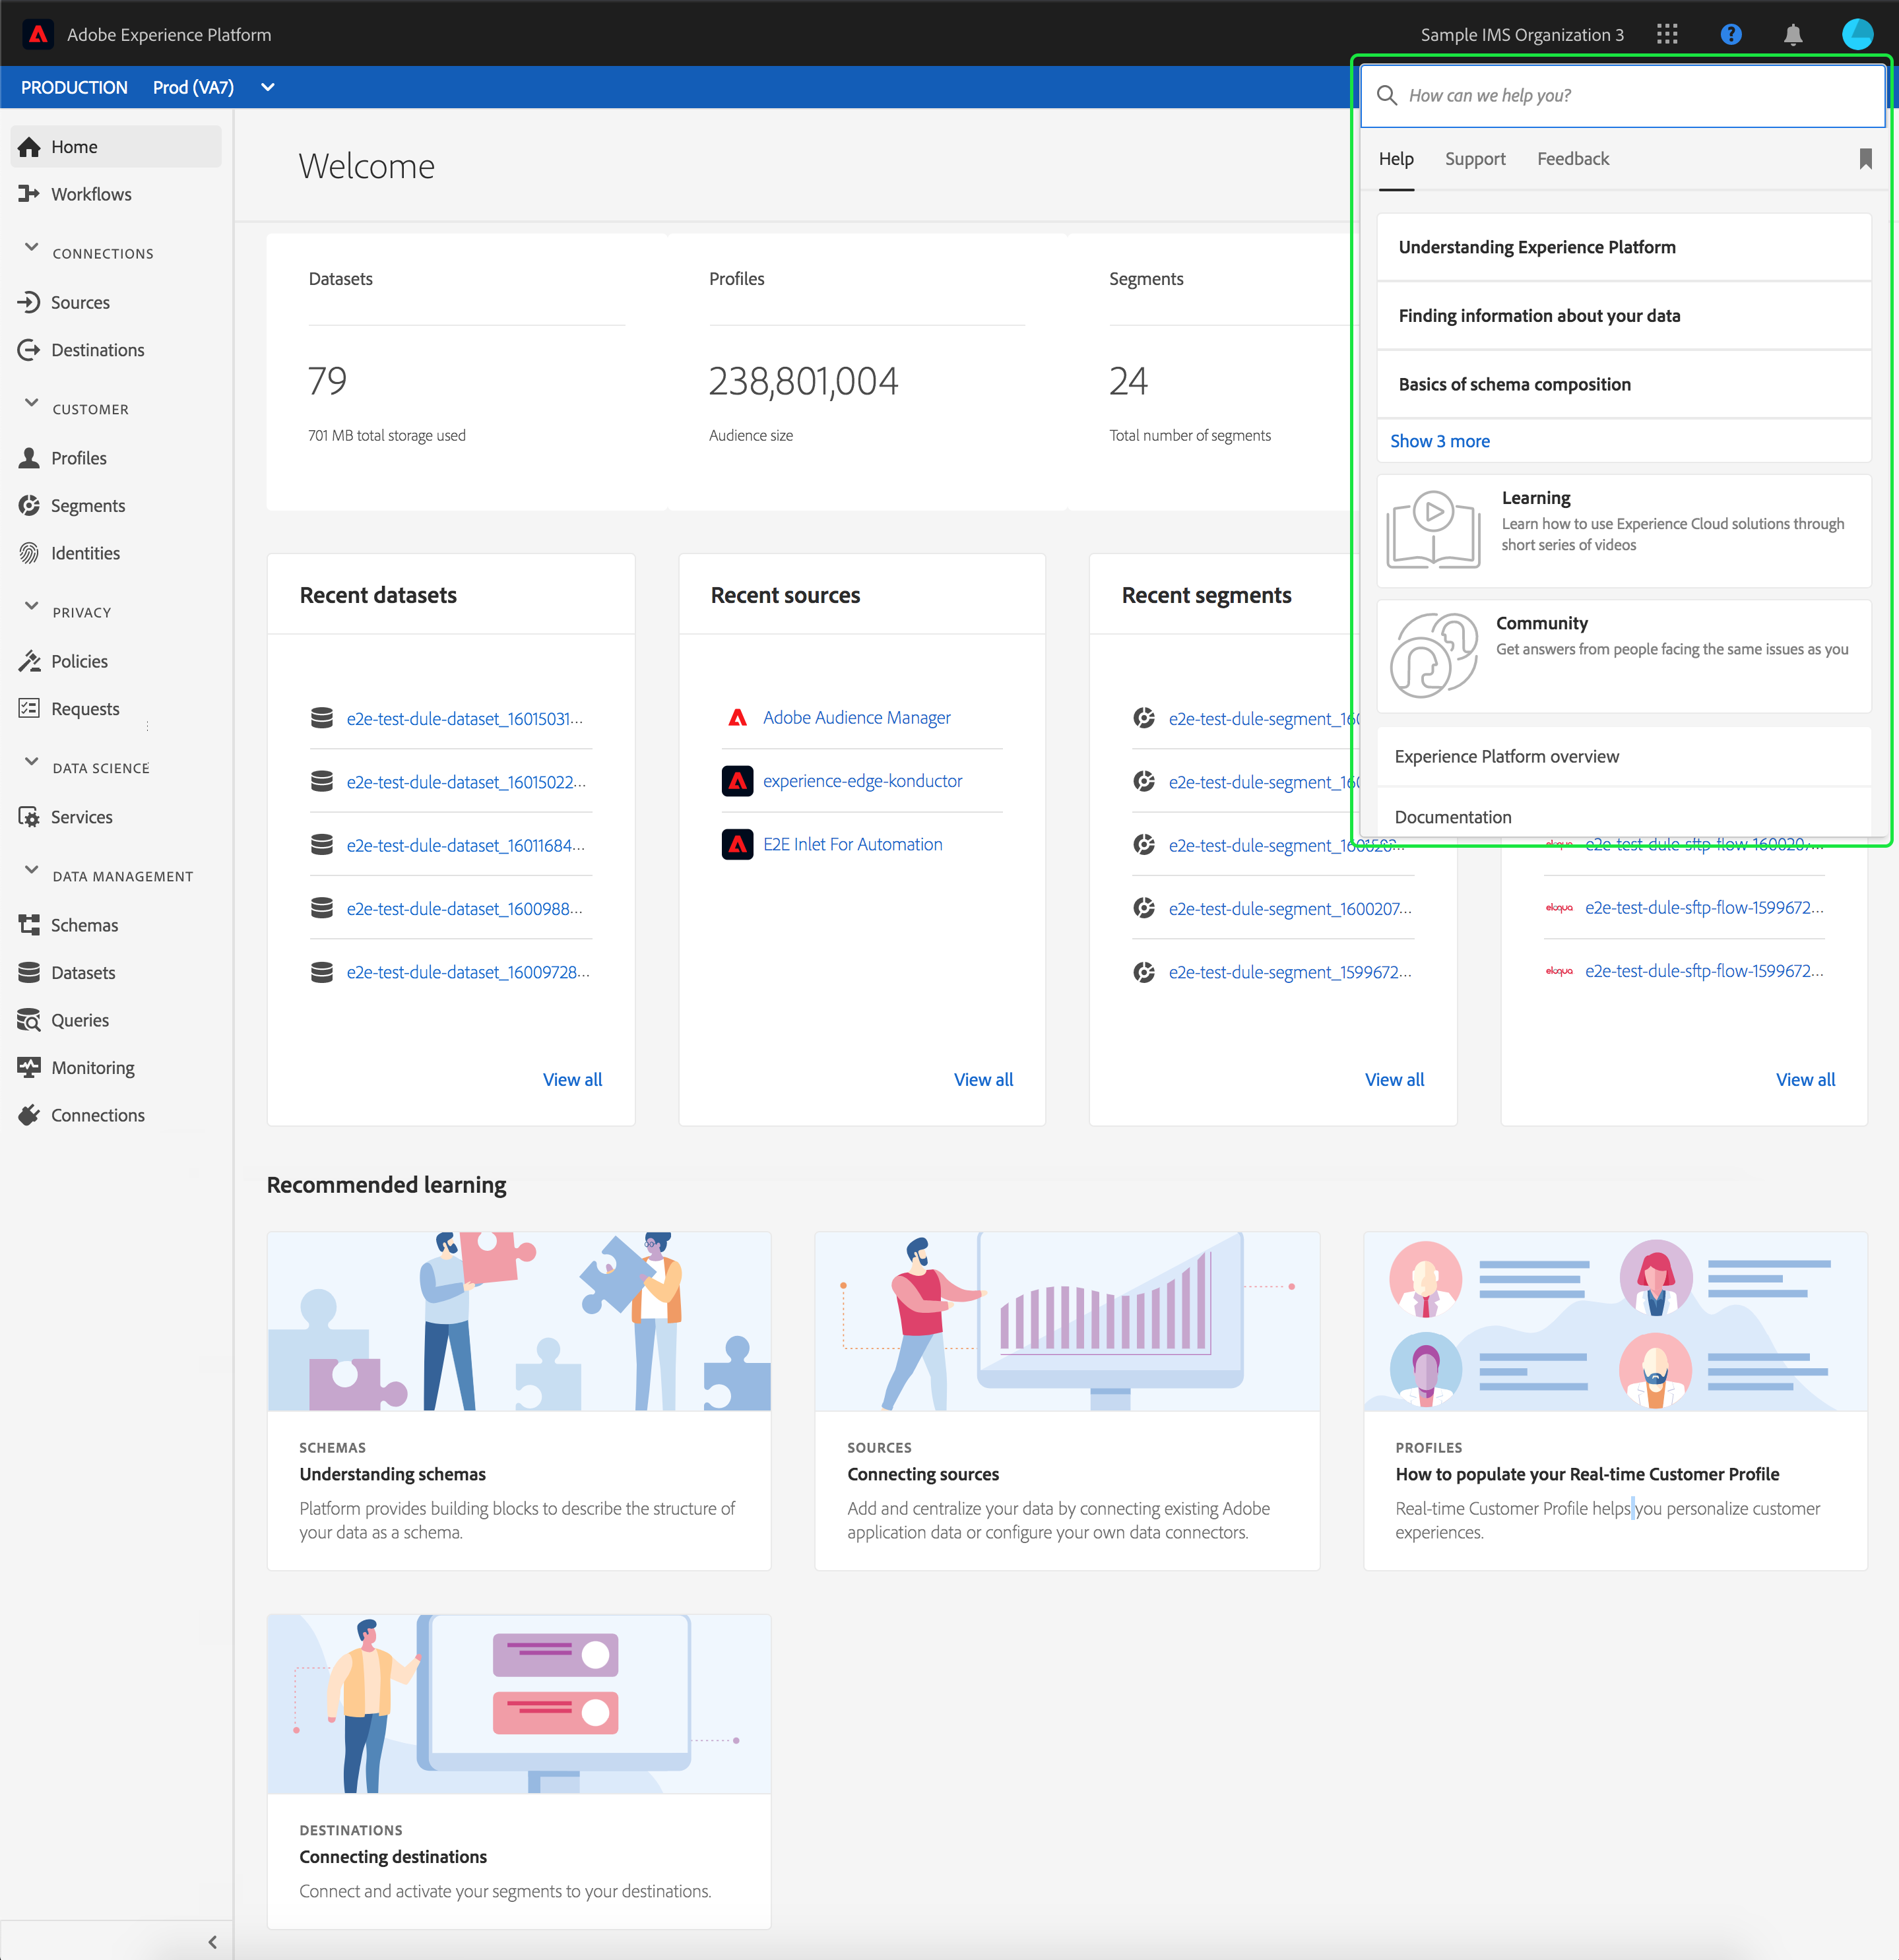 Adobe Experience Platform
Sample IMS Organization 3
?
PRODUCTION Prod (VA7)
How can we help you?
Help Support Feedback
Understanding Experience Platform
Finding information about your data
Basics of schema composition
Show 3 more
Learning
Learn how to use Experience Cloud solutions through
short series of videos
Community
Get answers from people facing the same issues as you
Experience Platform overview
Documentation
Home
Workflows
CONNECTIONS
Sources
Destinations
CUSTOMER
Profiles
Segments
Identities
PRIVACY
Policies
Requests
DATA SCIENCE
Services
DATA MANAGEMENT
Schemas
Datasets
Queries
Monitoring
Connections
Welcome
Datasets
79
701 MB total storage used
Profiles
238,801,004
Audience size
Segments
24
Total number of segments
Recent datasets
e2e-test-dule-dataset_16015031...
e2e-test-dule-dataset_16015022...
e2e-test-dule-dataset_16011684...
e2e-test-dule-dataset_1600988...
e2e-test-dule-dataset_16009728...
View all
Recent sources
Adobe Audience Manager
experience-edge-konductor
E2E Inlet For Automation
View all
Recent segments
e2e-test-dule-segment_160
e2e-test-dule-segment_160
e2e-test-dule-segment_
e2e-test-dule-segment_1600207...
e2e-test-dule-segment_1599672...
View all
e2e-test-dule-sftp-flow-1600207...
eloqua e2e-test-dule-sftp-flow-1599672...
eloqua e2e-test-dule-sftp-flow-1599672...
View all
Recommended learning
SCHEMAS
Understanding schemas
Platform provides building blocks to describe the structure of
your data as a schema.
SOURCES
Connecting sources
Add and centralize your data by connecting existing Adobe
application data or configure your own data connectors.
PROFILES
How to populate your Real-time Customer Profile
Real-time Customer Profile helps you personalize customer
experiences.
DESTINATIONS
Connecting destinations
Connect and activate your segments to your destinations.